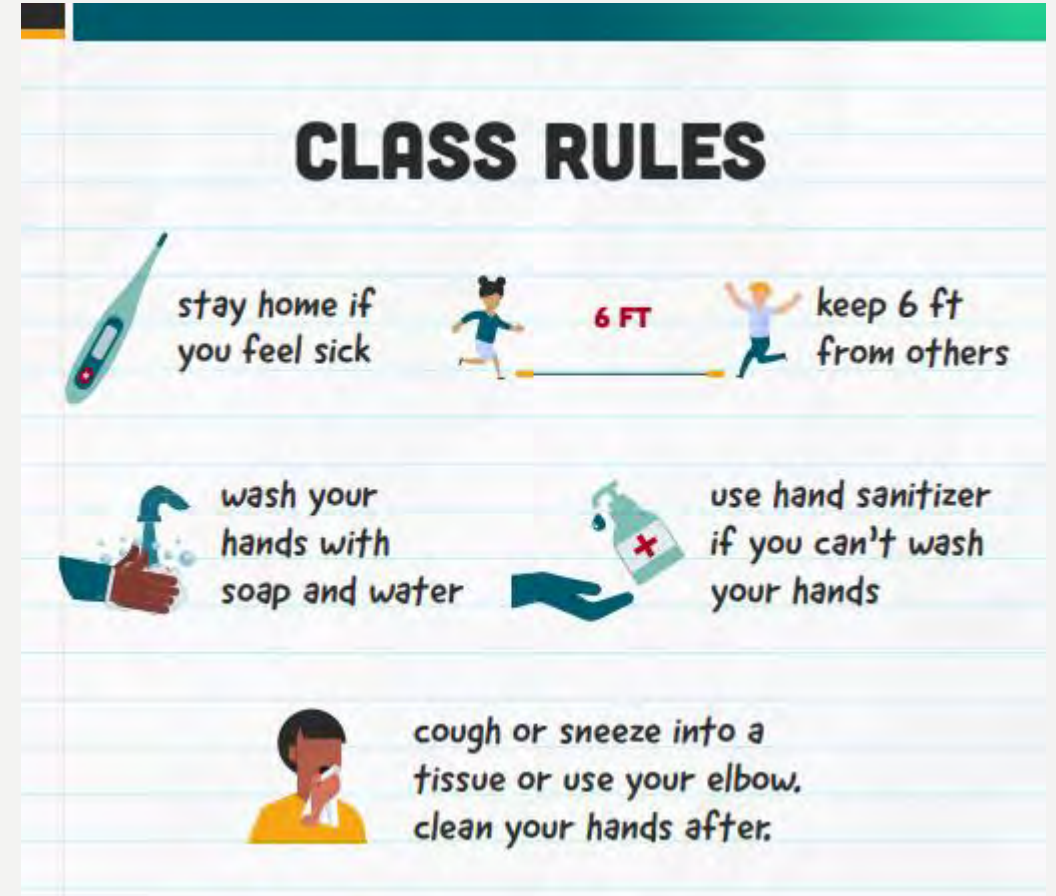 CLASS RULES
stay home if
you feel sick
6 FT
keep 6 ft
from others
wash your
hands with
soap and water
use hand sanitizer
if you can't wash
your hands
cough or sneeze into a
tissue or use your elbow.
clean your hands after.